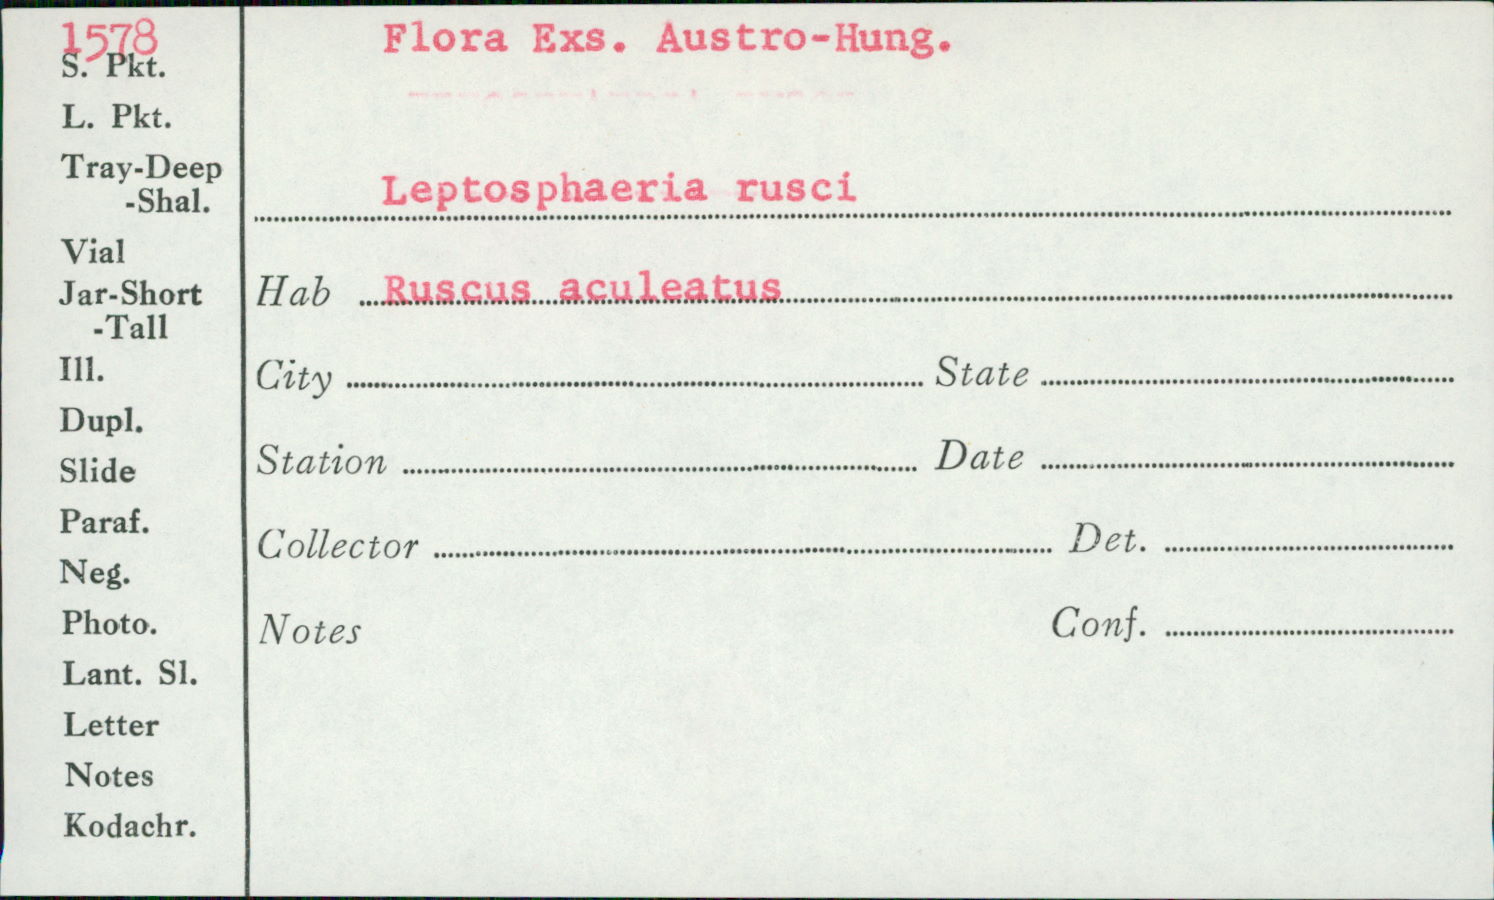 1578
Flora Exs. Austro-Hung.
S. Pkt.
L. Pkt.
Tray-Deep
-Shal.
Leptosphaeria rusci
Vial
Jar-Short
-Tall
Hab Ruscus aculeatus
Ill.
City State
Dupl.
Slide
Station Date
Paraf.
Collector Det.
Neg.
Photo.
Notes Conf.
Lant. Sl.
Letter
Notes
Kodachr.